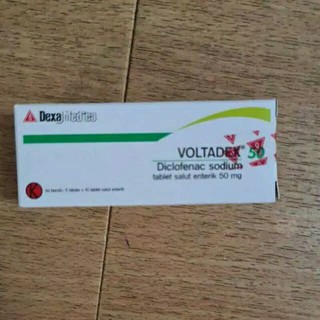 Dexa Medica
VOLTADEX® 50
Diclofenac sodium
tablet salut enterik 50 mg
K